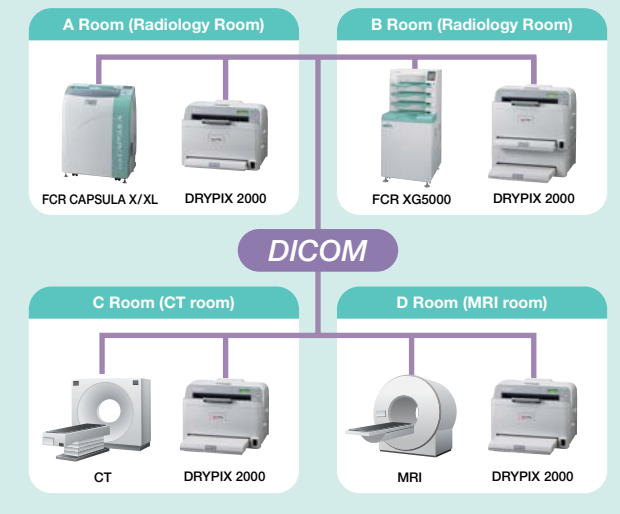 A Room (Radiology Room)
B Room (Radiology Room)
FCR CAPSULA X/XL
DRYPIX 2000
FCR XG5000
DRYPIX 2000
DICOM
C Room (CT room)
D Room (MRI room)
CT
DRYPIX 2000
MRI
DRYPIX 2000